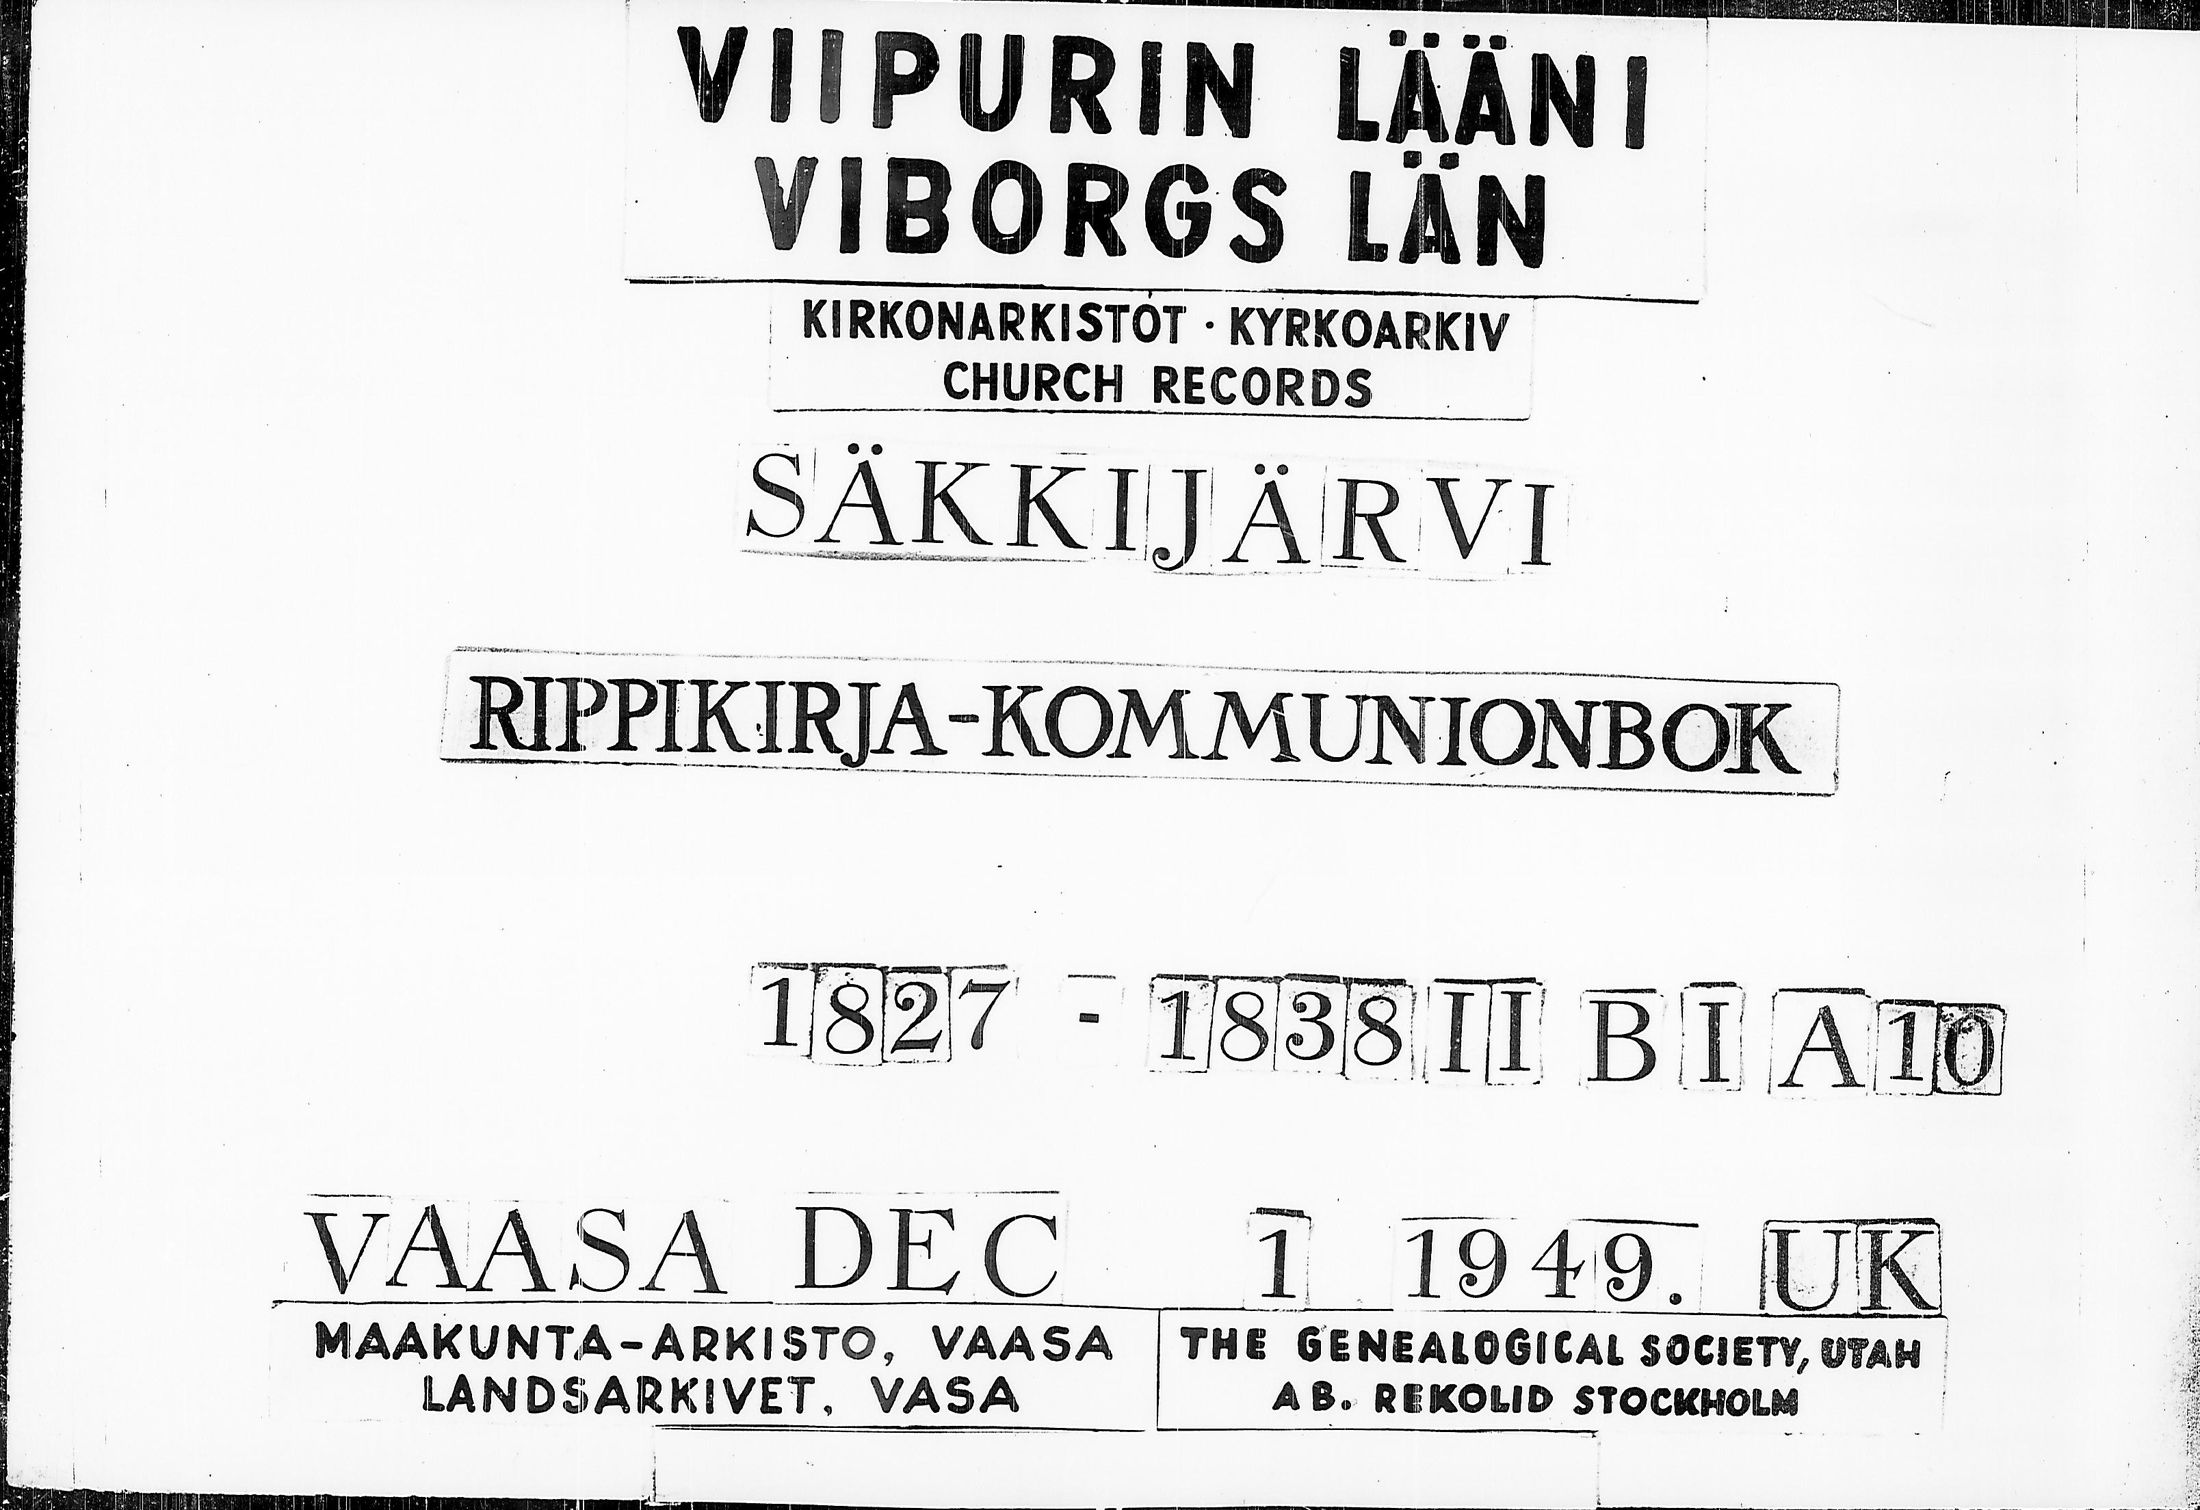 VIIPURIN LÄÄNI
VIBORGS LÄN
KIRKONARKISTOT · KYRKOARKIV
CHURCH RECORDS
SÄKKIJÄRVI
RIPPIKIRJA-KOMMUNIONBOK
1827 - 1838 II B I A 10
VAASA DEC 1 1949. UK
MAAKUNTA-ARKISTO, VAASA
LANDSARKIVET, VASA
THE GENEALOGICAL SOCIETY, UTAH
AB. REKOLID STOCKHOLM